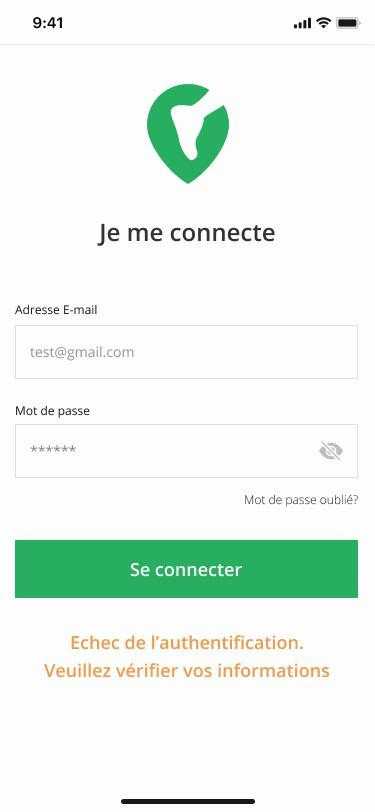 9:41
Je me connecte
Adresse E-mail
test@gmail.com
Mot de passe
******
Mot de passe oublié?
Se connecter
Echec de l’authentification.
Veuillez vérifier vos informations